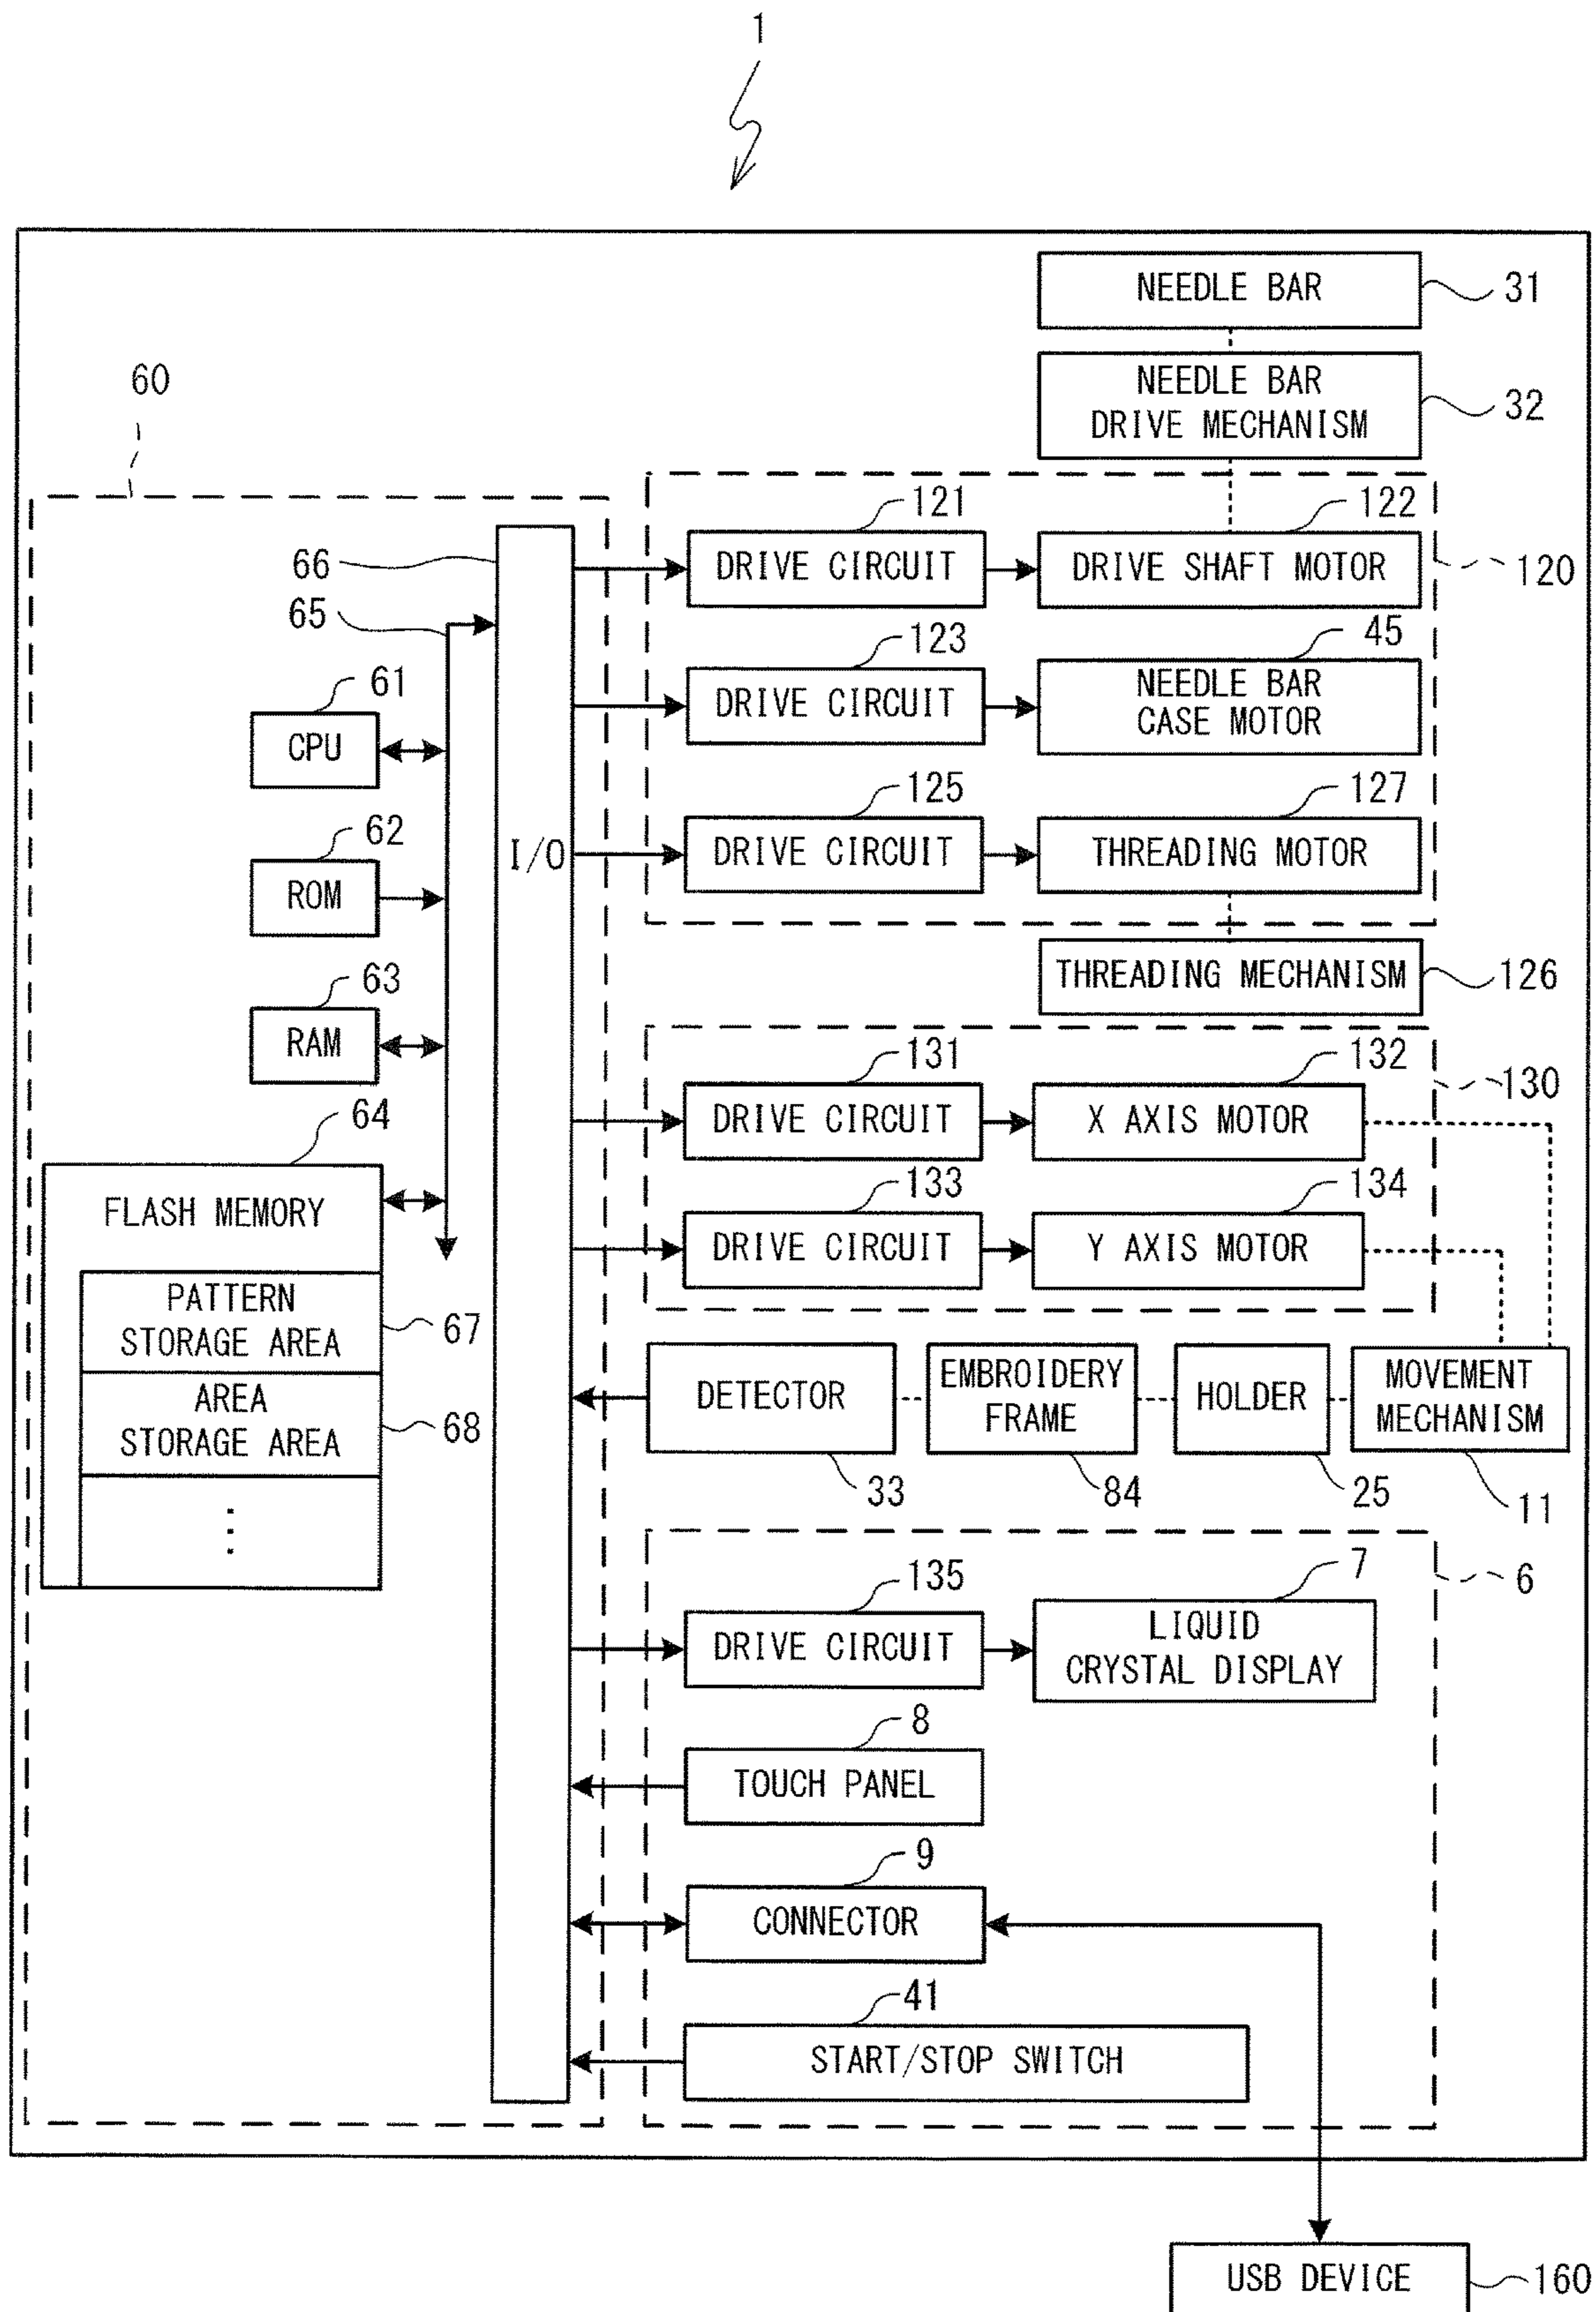 1
NEEDLE BAR
31
NEEDLE BAR
DRIVE MECHANISM
32
60
120
121
DRIVE CIRCUIT
122
DRIVE SHAFT MOTOR
66
65
123
DRIVE CIRCUIT
45
NEEDLE BAR
CASE MOTOR
61
CPU
125
DRIVE CIRCUIT
127
THREADING MOTOR
I/O
62
ROM
THREADING MECHANISM
126
63
RAM
130
131
DRIVE CIRCUIT
132
X AXIS MOTOR
64
FLASH MEMORY
133
DRIVE CIRCUIT
134
Y AXIS MOTOR
PATTERN
STORAGE AREA
67
AREA
STORAGE AREA
68
⋮
DETECTOR
33
EMBROIDERY
FRAME
84
HOLDER
25
MOVEMENT
MECHANISM
11
6
135
DRIVE CIRCUIT
7
LIQUID
CRYSTAL DISPLAY
8
TOUCH PANEL
9
CONNECTOR
41
START/STOP SWITCH
USB DEVICE
160